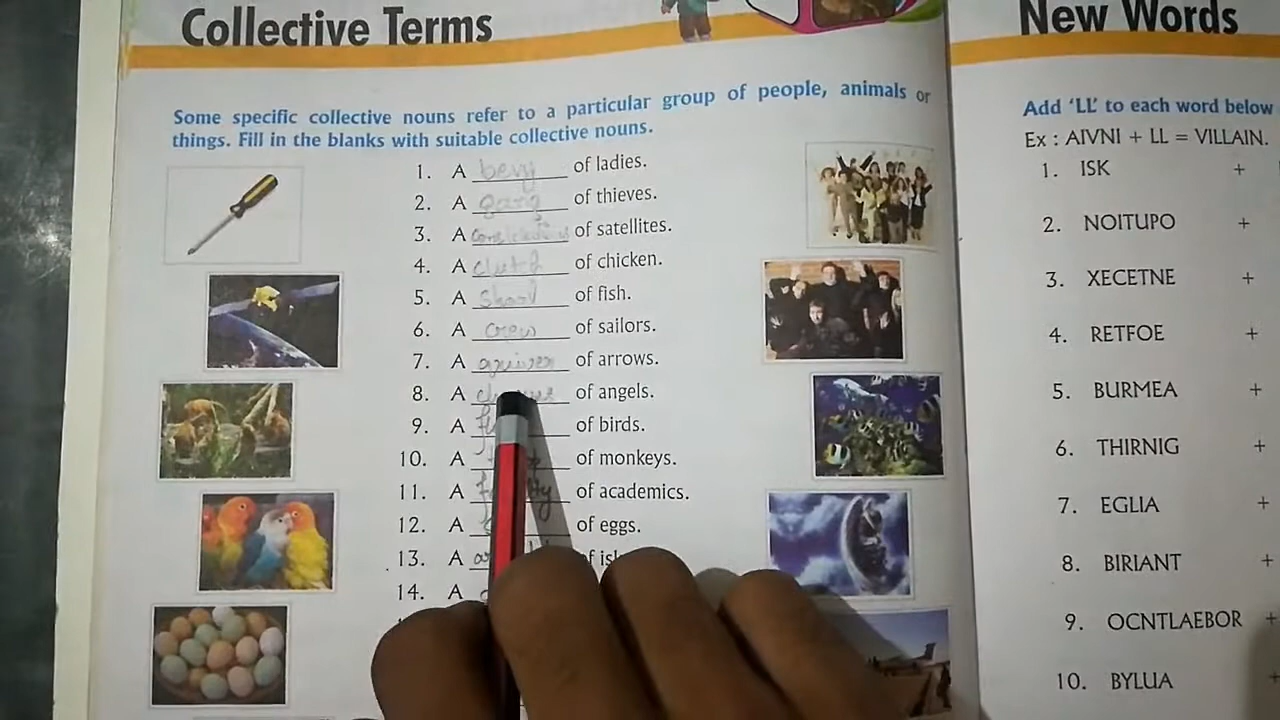 Collective Terms
Some specific collective nouns refer to a particular group of people, animals or
things. Fill in the blanks with suitable collective nouns.
1. A bevy of ladies.
2. A gang of thieves.
3. A of satellites.
4. A of chicken.
5. A of fish.
6. A crew of sailors.
7. A of arrows.
8. A of angels.
9. A of birds.
10. A of monkeys.
11. A of academics.
12. A of eggs.
13. A
14. A
New Words
Add 'LL' to each word below
Ex : AIVNI + LL = VILLAIN.
1. ISK +
2. NOITUPO +
3. XECETNE +
4. RETFOE +
5. BURMEA +
6. THIRNIG +
7. EGLIA +
8. BIRIANT +
9. OCNTLAEBOR +
10. BYLUA +